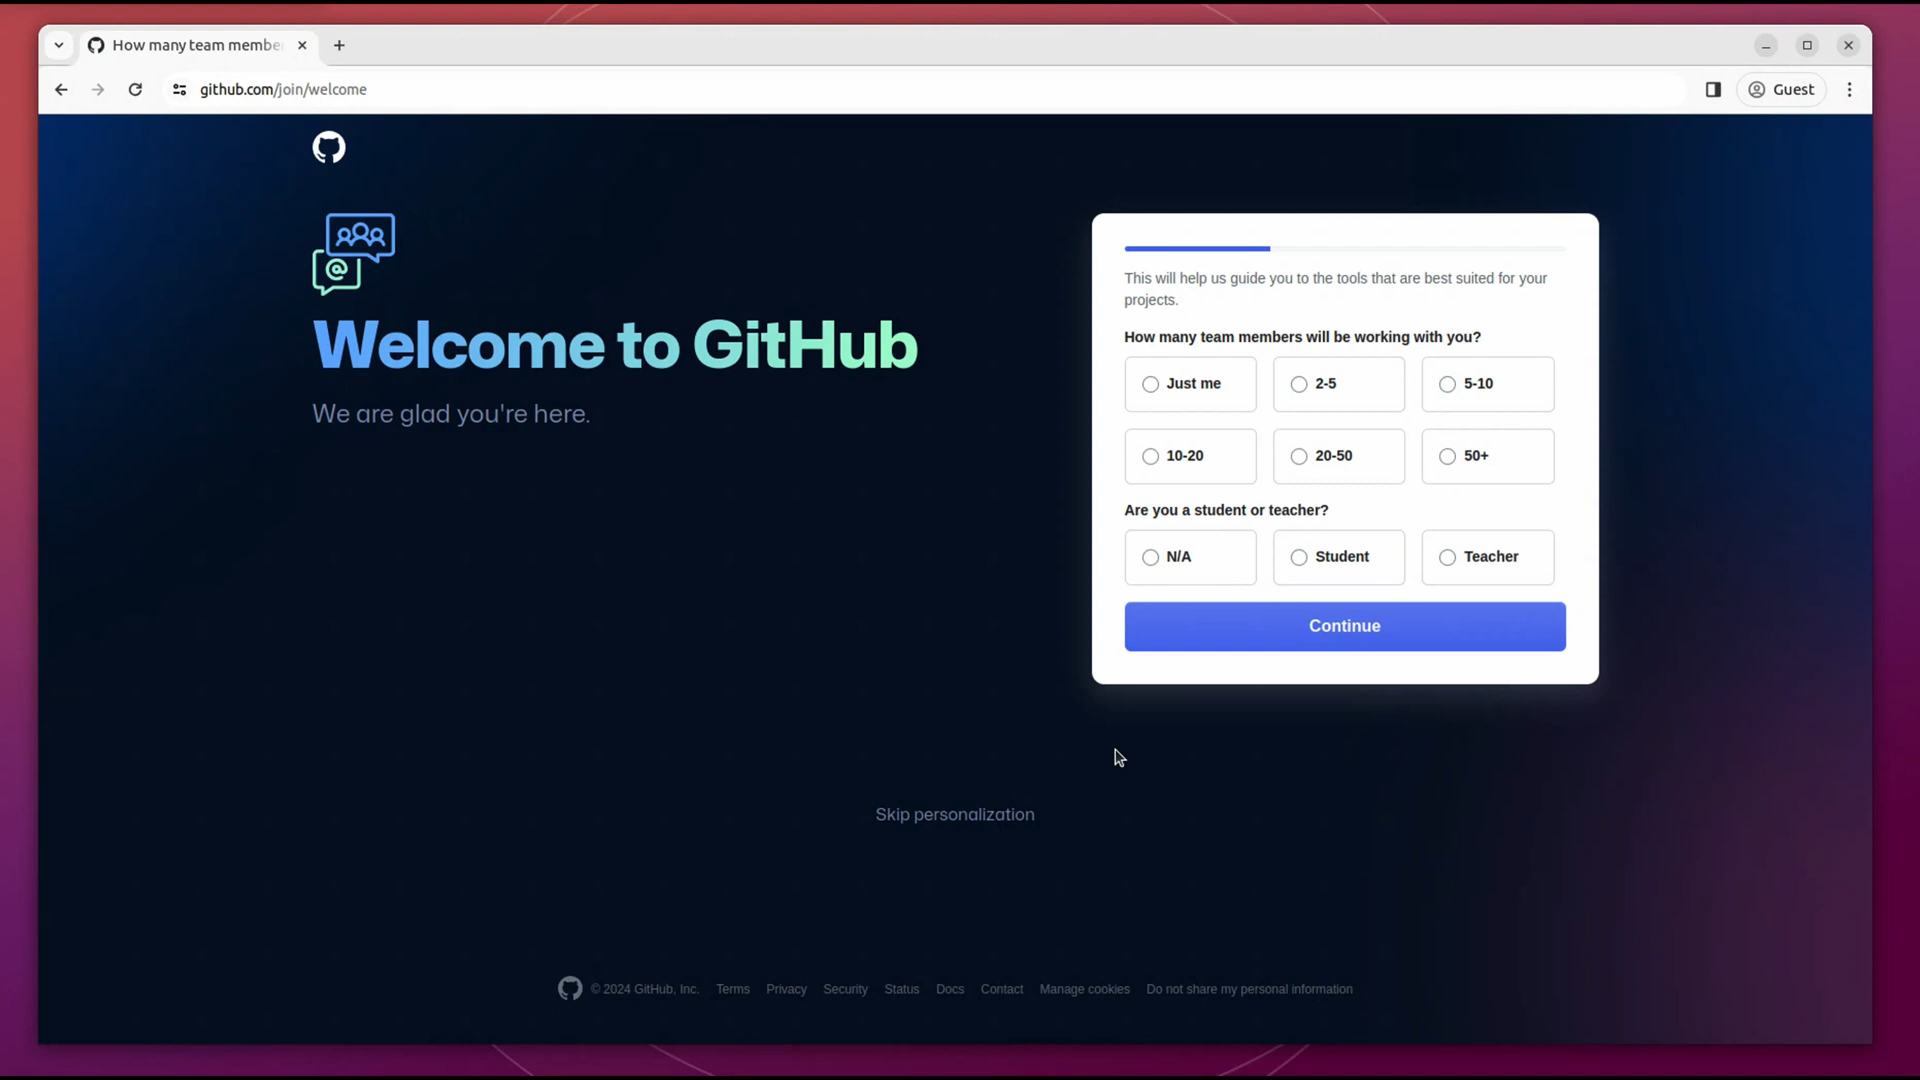 How many team membe
github.com/join/welcome
Guest
@
Welcome to GitHub
We are glad you're here.
This will help us guide you to the tools that are best suited for your
projects.
How many team members will be working with you?
Just me
2-5
5-10
10-20
20-50
50+
Are you a student or teacher?
N/A
Student
Teacher
Continue
Skip personalization
© 2024 GitHub, Inc. Terms Privacy Security Status Docs Contact Manage cookies Do not share my personal information